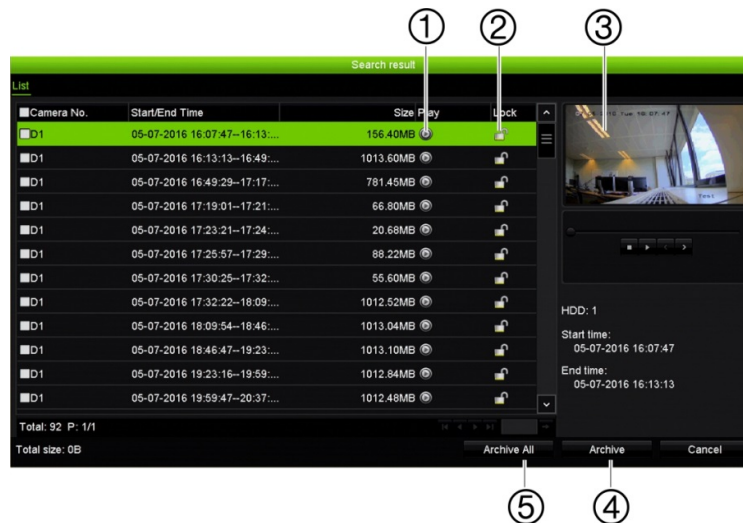 ① ② ③
Search result
List
Camera No. Start/End Time Size Play Lock
D1 05-07-2016 16:07:47--16:13:... 156.40MB
D1 05-07-2016 16:13:13--16:49:... 1013.60MB
D1 05-07-2016 16:49:29--17:17:... 781.45MB
D1 05-07-2016 17:19:01--17:21:... 66.80MB
D1 05-07-2016 17:23:21--17:24:... 20.68MB
D1 05-07-2016 17:25:57--17:29:... 88.22MB
D1 05-07-2016 17:30:25--17:32:... 55.60MB
D1 05-07-2016 17:32:22--18:09:... 1012.52MB
D1 05-07-2016 18:09:54--18:46:... 1013.04MB
D1 05-07-2016 18:46:47--19:23:... 1013.10MB
D1 05-07-2016 19:23:16--19:59:... 1012.84MB
D1 05-07-2016 19:59:47--20:37:... 1012.48MB
Total: 92 P: 1/1
Total size: 0B
05-07-2016 Tue 16:07:47
HDD: 1
Start time:
05-07-2016 16:07:47
End time:
05-07-2016 16:13:13
Archive All Archive Cancel
⑤ ④